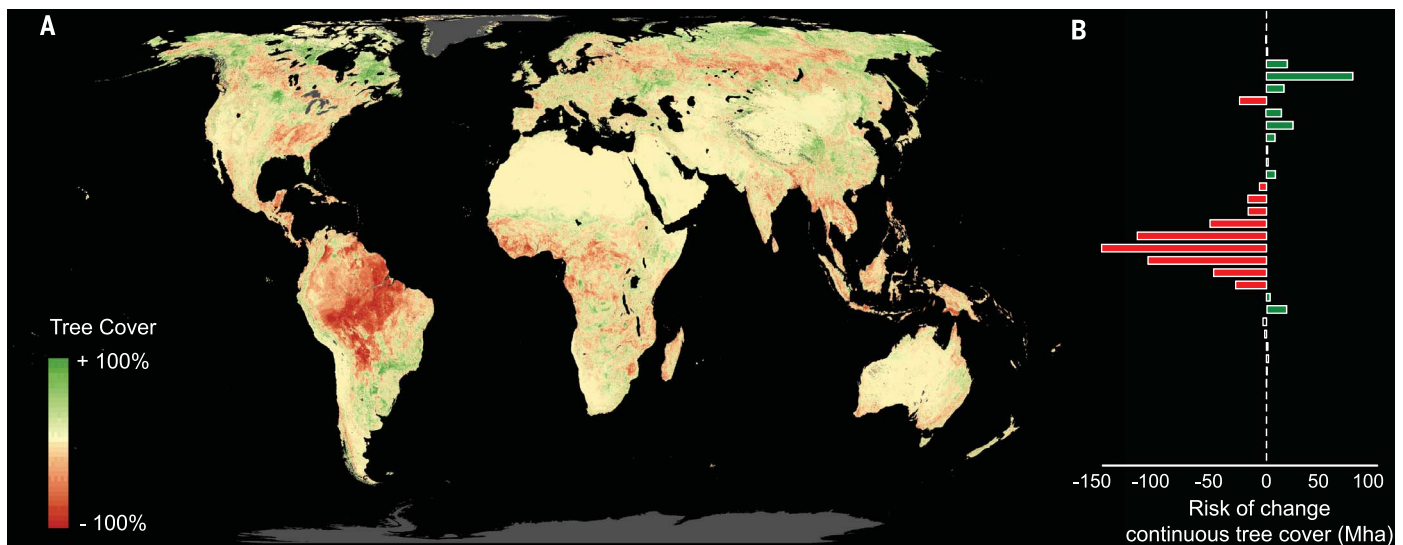 A
B
Tree Cover
+ 100%
- 100%
-150 -100 -50 0 50 100
Risk of change
continuous tree cover (Mha)